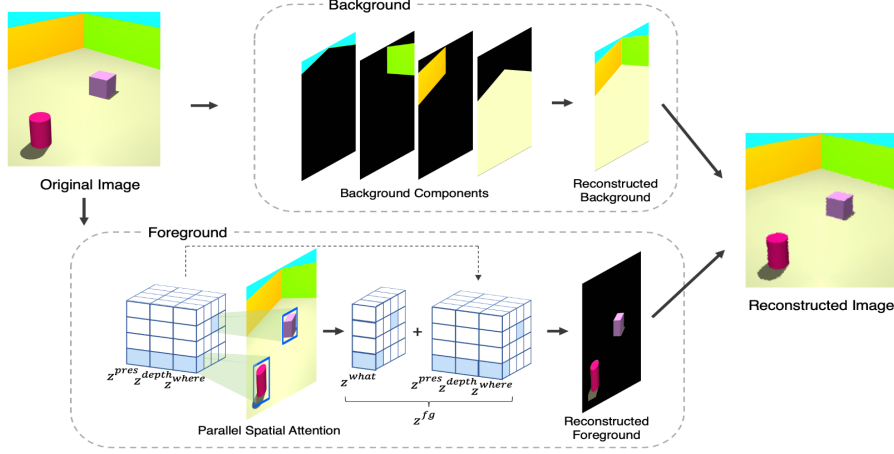 Background
Original Image
Background Components
Reconstructed
Background
Foreground
z^pres z^depth z^where
Parallel Spatial Attention
z^what
+
z^pres z^depth z^where
z^fg
Reconstructed
Foreground
Reconstructed Image